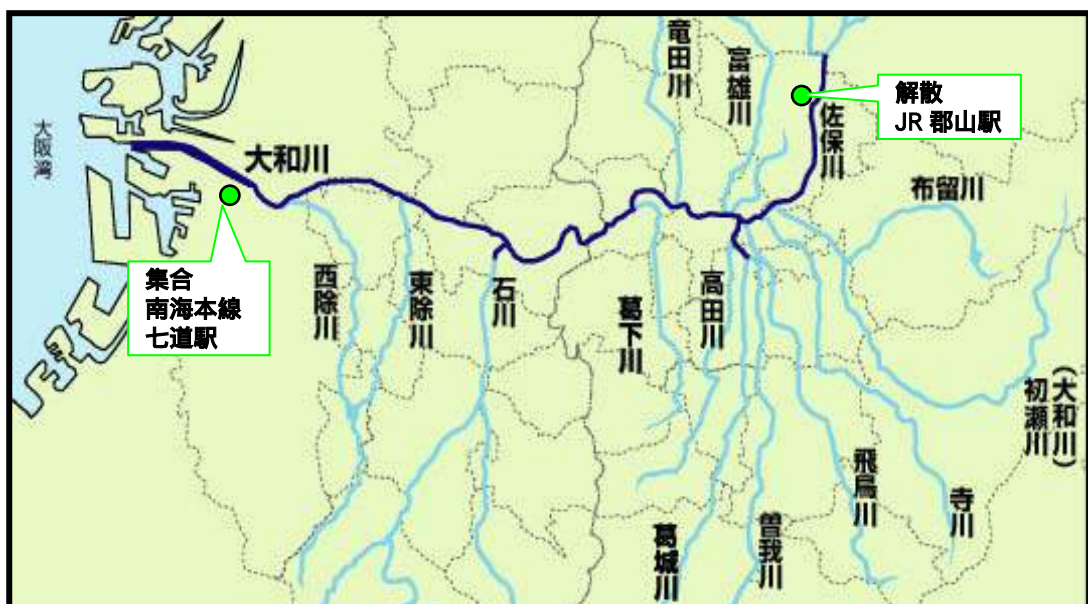 大阪湾
大和川
集合
南海本線
七道駅
西除川
東除川
石川
竜田川
富雄川
佐保川
解散
JR 郡山駅
布留川
葛下川
高田川
葛城川
曽我川
飛鳥川
寺川
(大和川)
初瀬川